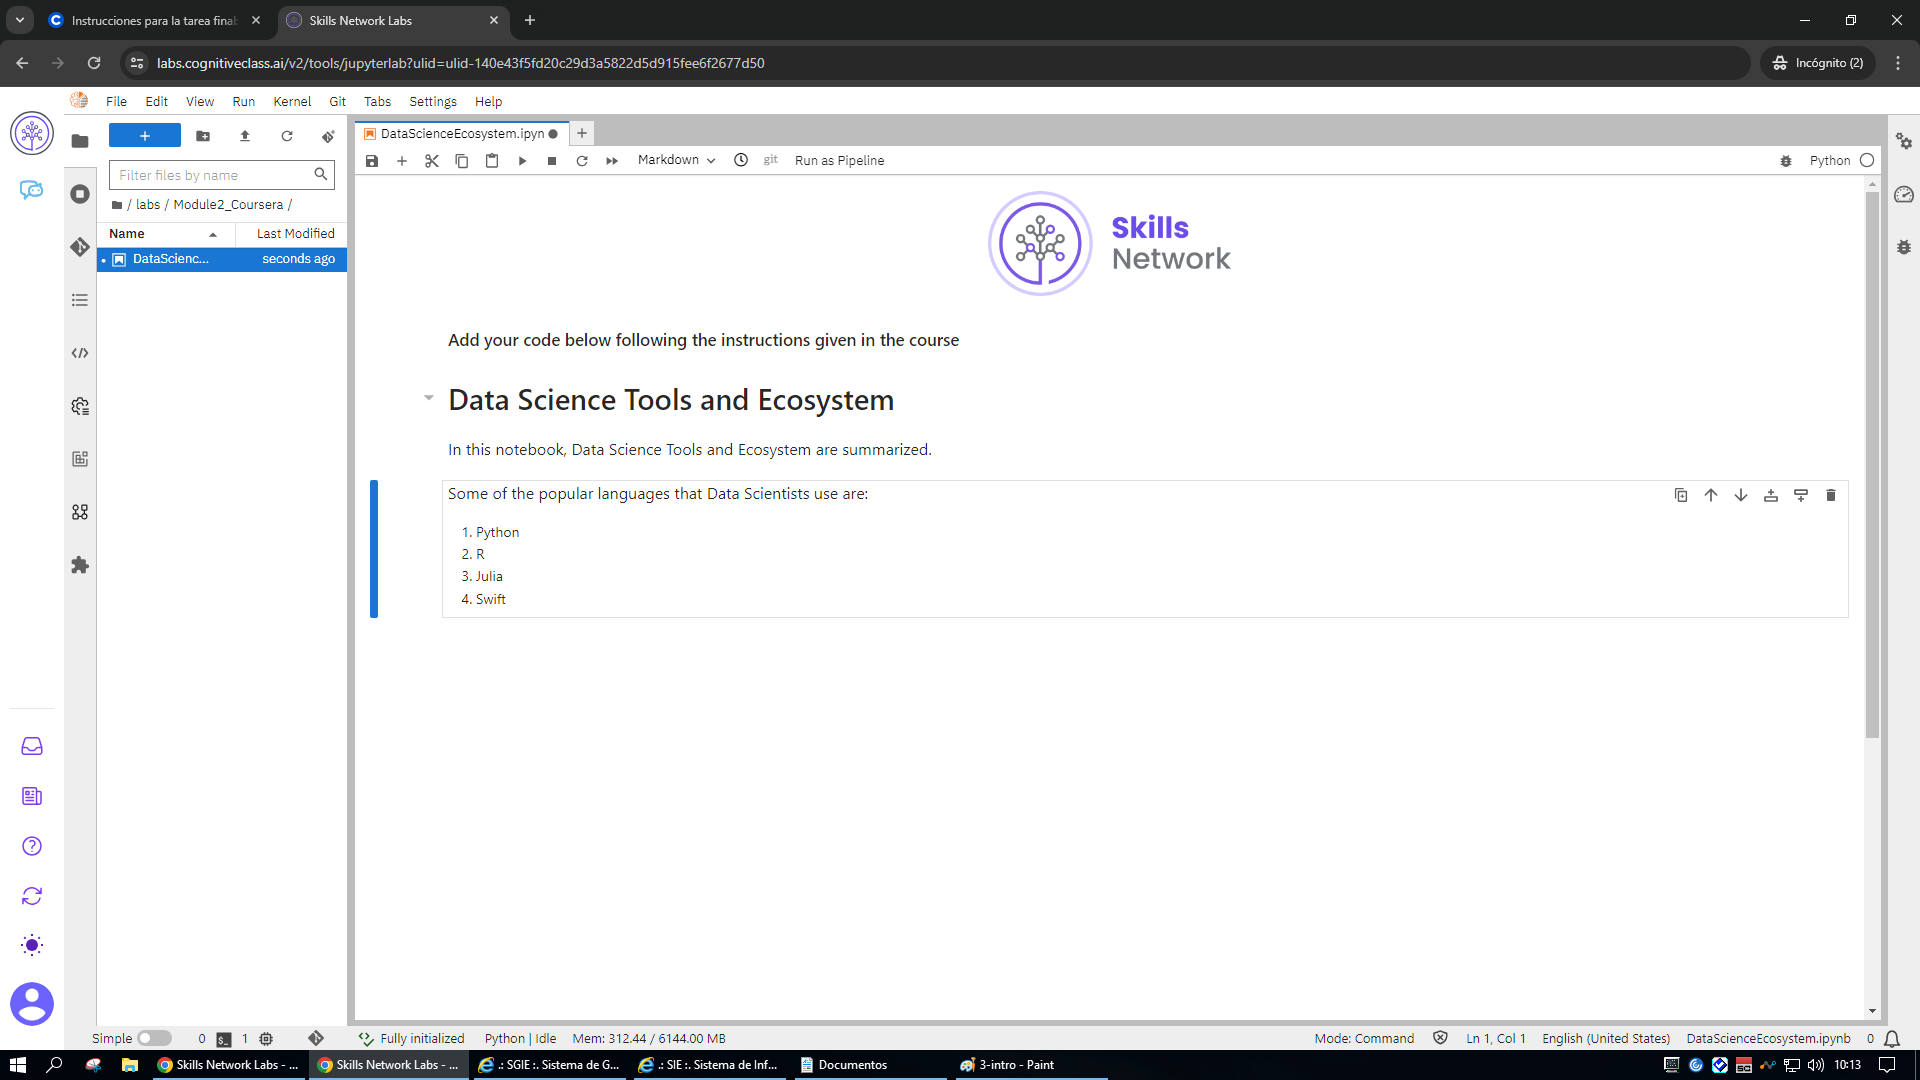 Instrucciones para la tarea final
Skills Network Labs
labs.cognitiveclass.ai/v2/tools/jupyterlab?ulid=ulid-140e43f5fd20c29d3a5822d5d915fee6f2677d50
Incógnito (2)
File Edit View Run Kernel Git Tabs Settings Help
DataScienceEcosystem.ipyn
Markdown
git
Run as Pipeline
Python
Filter files by name
/ labs / Module2_Coursera /
Name
Last Modified
DataScienc...
seconds ago
Skills
Network
Add your code below following the instructions given in the course
Data Science Tools and Ecosystem
In this notebook, Data Science Tools and Ecosystem are summarized.
Some of the popular languages that Data Scientists use are:
1. Python
2. R
3. Julia
4. Swift
Simple
0
1
Fully initialized
Python | Idle
Mem: 312.44 / 6144.00 MB
Mode: Command
Ln 1, Col 1
English (United States)
DataScienceEcosystem.ipynb
0
Skills Network Labs - ...
Skills Network Labs - ...
.: SGIE :. Sistema de G...
.: SIE :. Sistema de Inf...
Documentos
3-intro - Paint
10:13